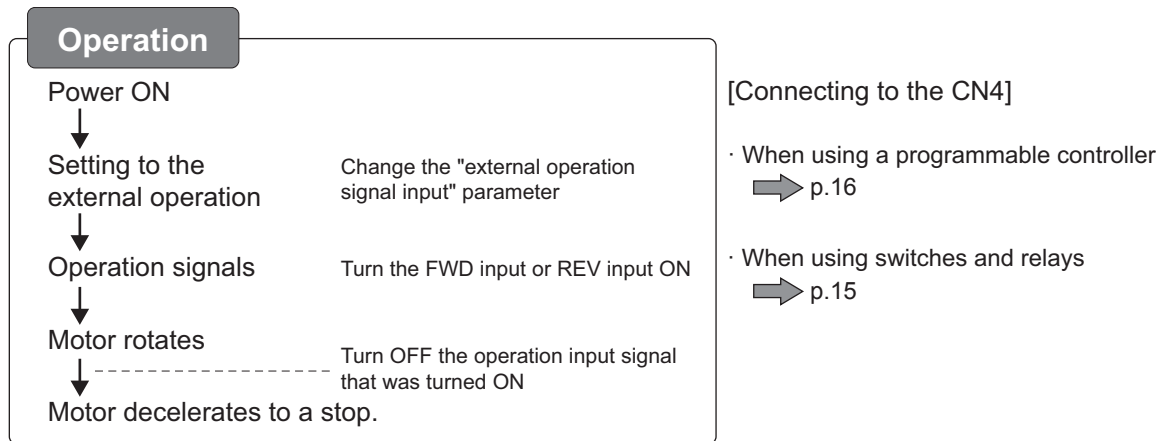 Operation
Power ON
Setting to the
external operation
Change the "external operation
signal input" parameter
Operation signals
Turn the FWD input or REV input ON
Motor rotates
Turn OFF the operation input signal
that was turned ON
Motor decelerates to a stop.
[Connecting to the CN4]
· When using a programmable controller
p.16
· When using switches and relays
p.15